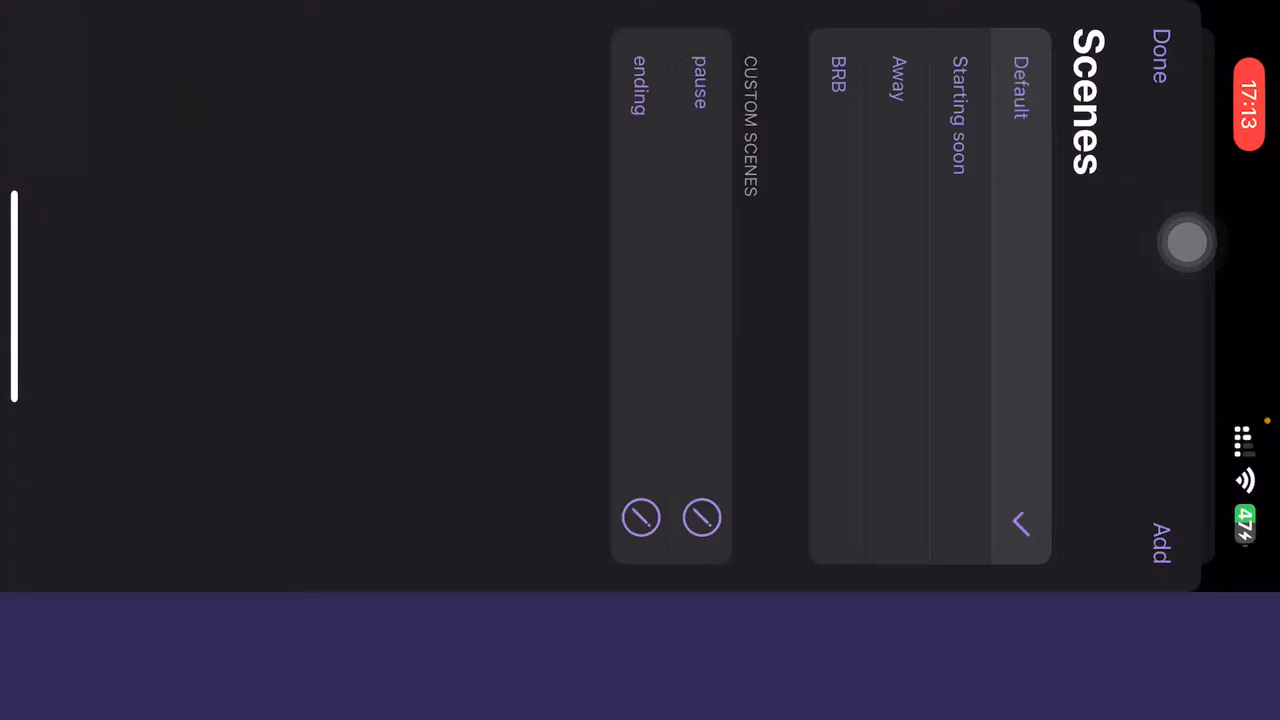 17:13
47
Done
Add
Scenes
Default
Starting soon
Away
BRB
CUSTOM SCENES
pause
ending